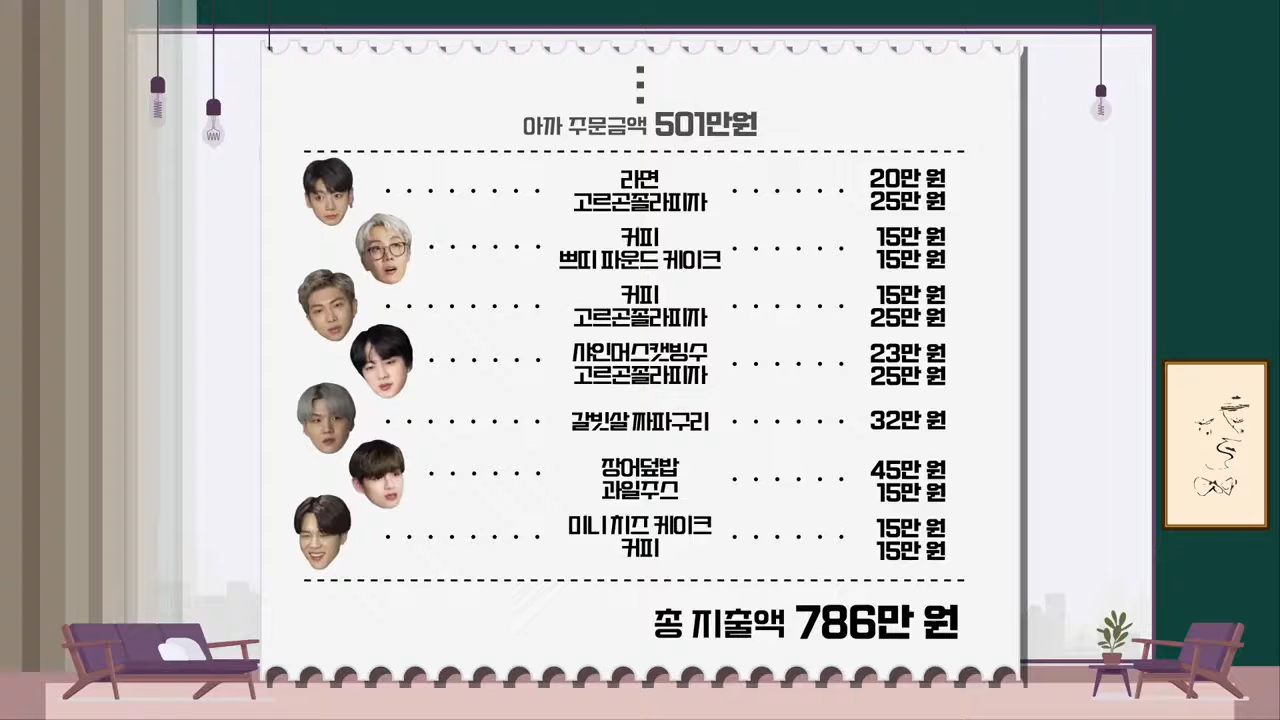 아까 주문금액 501만원
라면 20만 원
고르곤졸라피자 25만 원
커피 15만 원
쁘띠 파운드 케이크 15만 원
커피 15만 원
고르곤졸라피자 25만 원
샤인머스캣빙수 23만 원
고르곤졸라피자 25만 원
갈빗살 짜파구리 32만 원
장어덮밥 45만 원
과일주스 15만 원
미니 치즈 케이크 15만 원
커피 15만 원
총 지출액 786만 원